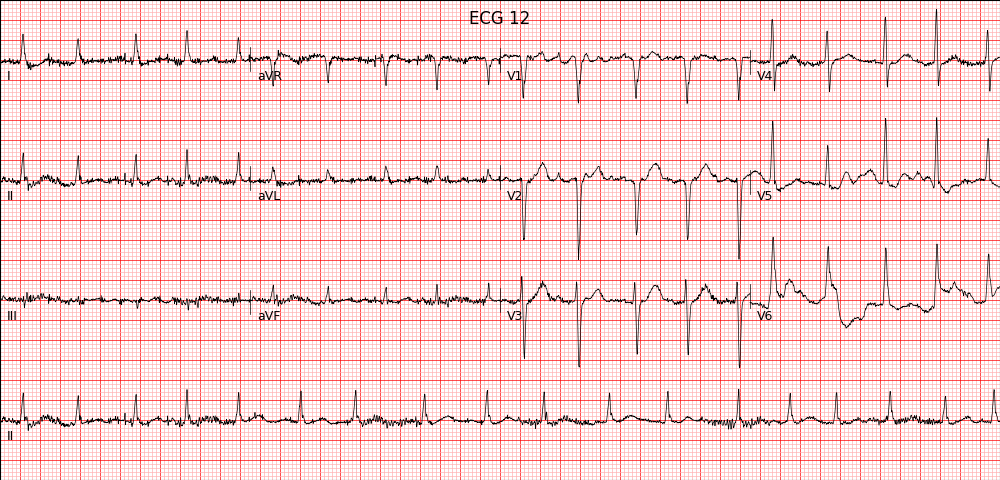 ECG 12
I aVR V1 V4
II aVL V2 V5
III aVF V3 V6
II